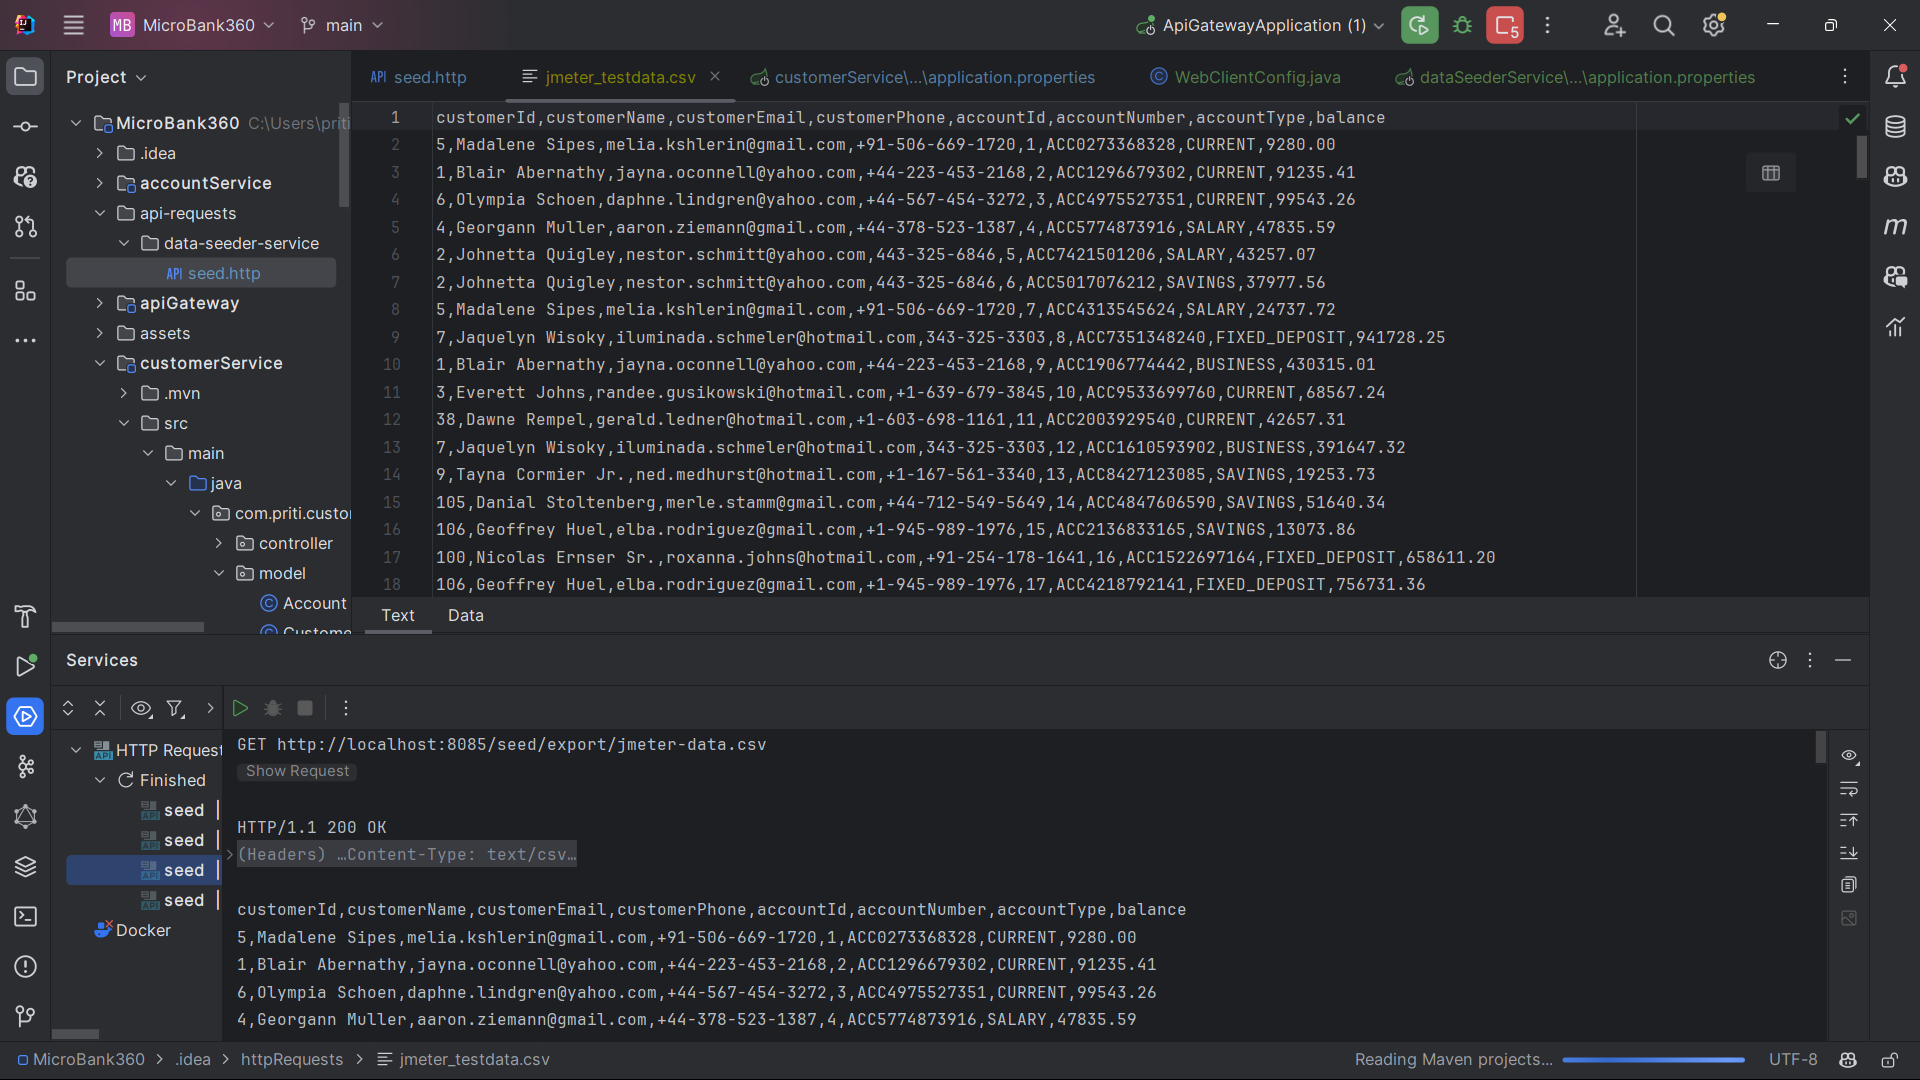 MB MicroBank360 main ApiGatewayApplication (1) 5
Project
MicroBank360 C:\Users\priti
.idea
accountService
api-requests
data-seeder-service
API seed.http
apiGateway
assets
customerService
.mvn
src
main
java
com.priti.custo
controller
model
Account
Custome
API seed.http jmeter_testdata.csv customerService\...\application.properties WebClientConfig.java dataSeederService\...\application.properties
1 customerId,customerName,customerEmail,customerPhone,accountId,accountNumber,accountType,balance
2 5,Madalene Sipes,melia.kshlerin@gmail.com,+91-506-669-1720,1,ACC0273368328,CURRENT,9280.00
3 1,Blair Abernathy,jayna.oconnell@yahoo.com,+44-223-453-2168,2,ACC1296679302,CURRENT,91235.41
4 6,Olympia Schoen,daphne.lindgren@yahoo.com,+44-567-454-3272,3,ACC4975527351,CURRENT,99543.26
5 4,Georgann Muller,aaron.ziemann@gmail.com,+44-378-523-1387,4,ACC5774873916,SALARY,47835.59
6 2,Johnetta Quigley,nestor.schmitt@yahoo.com,443-325-6846,5,ACC7421501206,SALARY,43257.07
7 2,Johnetta Quigley,nestor.schmitt@yahoo.com,443-325-6846,6,ACC5017076212,SAVINGS,37977.56
8 5,Madalene Sipes,melia.kshlerin@gmail.com,+91-506-669-1720,7,ACC4313545624,SALARY,24737.72
9 7,Jaquelyn Wisoky,iluminada.schmeler@hotmail.com,343-325-3303,8,ACC7351348240,FIXED_DEPOSIT,941728.25
10 1,Blair Abernathy,jayna.oconnell@yahoo.com,+44-223-453-2168,9,ACC1906774442,BUSINESS,430315.01
11 3,Everett Johns,randee.gusikowski@hotmail.com,+1-639-679-3845,10,ACC9533699760,CURRENT,68567.24
12 38,Dawne Rempel,gerald.ledner@hotmail.com,+1-603-698-1161,11,ACC2003929540,CURRENT,42657.31
13 7,Jaquelyn Wisoky,iluminada.schmeler@hotmail.com,343-325-3303,12,ACC1610593902,BUSINESS,391647.32
14 9,Tayna Cormier Jr.,ned.medhurst@hotmail.com,+1-167-561-3340,13,ACC8427123085,SAVINGS,19253.73
15 105,Danial Stoltenberg,merle.stamm@gmail.com,+44-712-549-5649,14,ACC4847606590,SAVINGS,51640.34
16 106,Geoffrey Huel,elba.rodriguez@gmail.com,+1-945-989-1976,15,ACC2136833165,SAVINGS,13073.86
17 100,Nicolas Ernser Sr.,roxanna.johns@hotmail.com,+91-254-178-1641,16,ACC1522697164,FIXED_DEPOSIT,658611.20
18 106,Geoffrey Huel,elba.rodriguez@gmail.com,+1-945-989-1976,17,ACC4218792141,FIXED_DEPOSIT,756731.36
Text Data
Services
HTTP Request
Finished
seed
seed
seed
seed
Docker
GET http://localhost:8085/seed/export/jmeter-data.csv
Show Request
HTTP/1.1 200 OK
(Headers) …Content-Type: text/csv…
customerId,customerName,customerEmail,customerPhone,accountId,accountNumber,accountType,balance
5,Madalene Sipes,melia.kshlerin@gmail.com,+91-506-669-1720,1,ACC0273368328,CURRENT,9280.00
1,Blair Abernathy,jayna.oconnell@yahoo.com,+44-223-453-2168,2,ACC1296679302,CURRENT,91235.41
6,Olympia Schoen,daphne.lindgren@yahoo.com,+44-567-454-3272,3,ACC4975527351,CURRENT,99543.26
4,Georgann Muller,aaron.ziemann@gmail.com,+44-378-523-1387,4,ACC5774873916,SALARY,47835.59
MicroBank360 > .idea > httpRequests > jmeter_testdata.csv Reading Maven projects... UTF-8